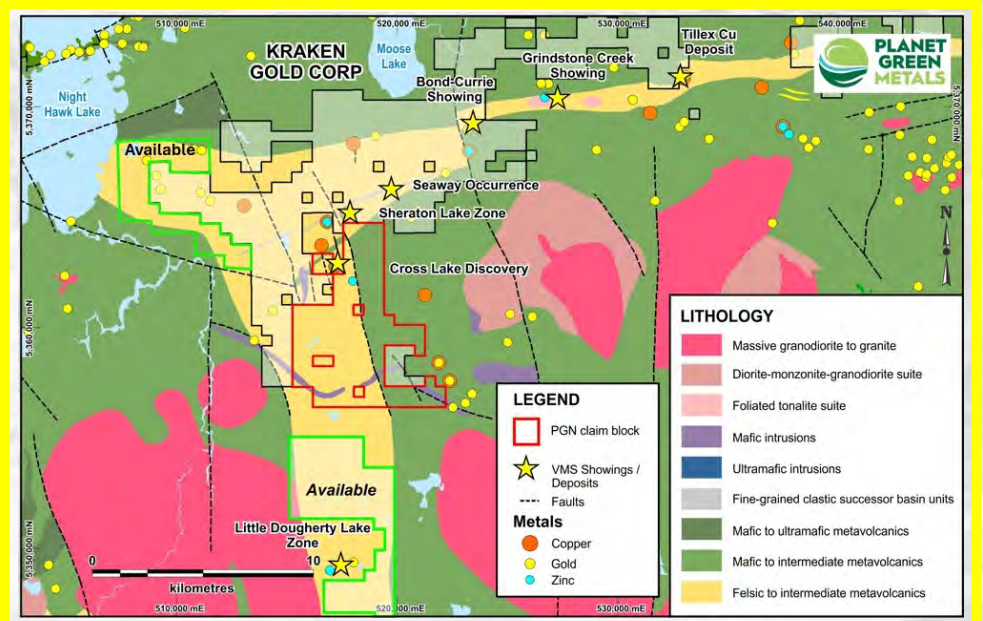 510,000 mE
520,000 mE
530,000 mE
540,000 mE
KRAKEN
GOLD CORP
Moose
Lake
Tillex Cu
Deposit
Grindstone Creek
Showing
Bond-Currie
Showing
PLANET
GREEN
METALS
Night
Hawk Lake
5,370,000 mN
5,370,000 mN
Available
Seaway Occurrence
Sheraton Lake Zone
Cross Lake Discovery
N
5,360,000 mN
5,360,000 mN
LITHOLOGY
Massive granodiorite to granite
Diorite-monzonite-granodiorite suite
Foliated tonalite suite
Mafic intrusions
Ultramafic intrusions
Fine-grained clastic successor basin units
Mafic to ultramafic metavolcanics
Mafic to intermediate metavolcanics
Felsic to intermediate metavolcanics
LEGEND
PGN claim block
VMS Showings /
Deposits
Faults
Metals
Copper
Gold
Zinc
Available
Little Dougherty Lake
Zone
0
10
kilometres
5,350,000 mN
510,000 mE
520,000 mE
530,000 mE